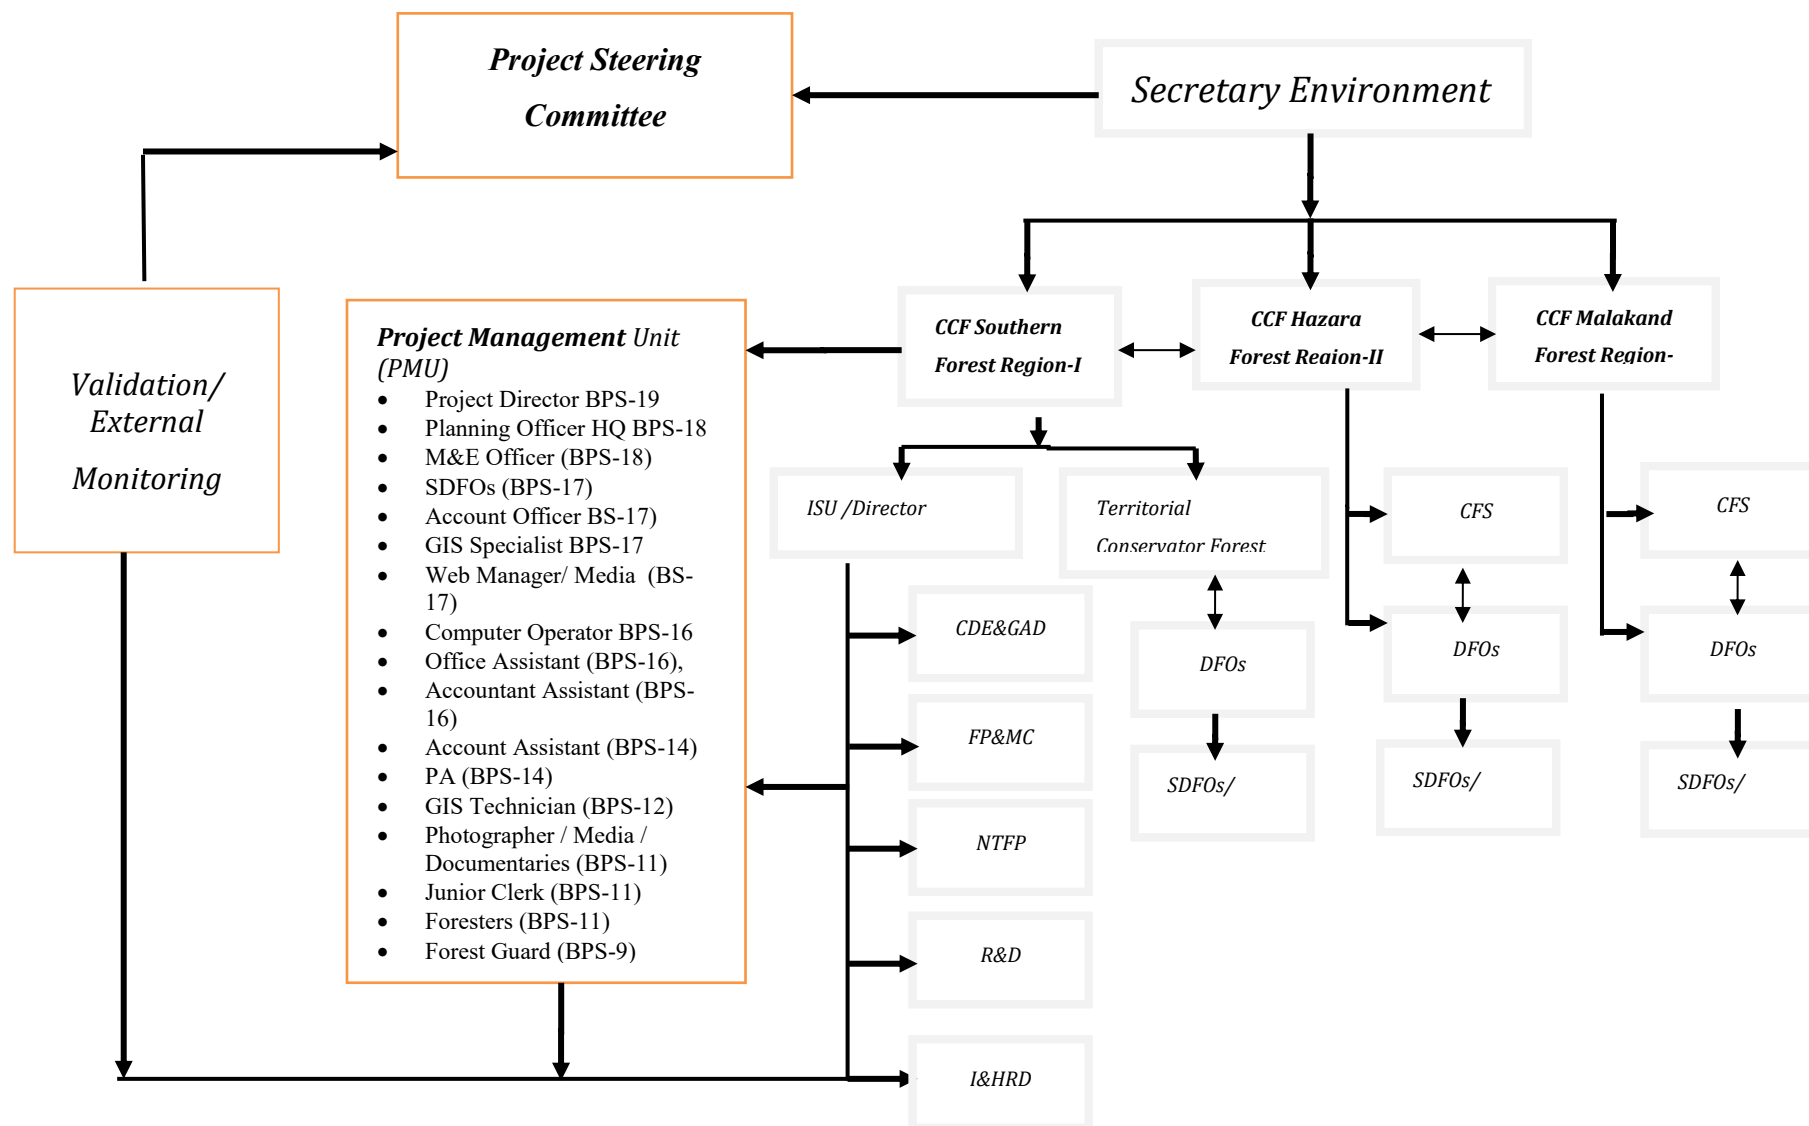 Project Steering
Committee
Secretary Environment
Validation/
External
Monitoring
Project Management Unit
(PMU)
• Project Director BPS-19
• Planning Officer HQ BPS-18
• M&E Officer (BPS-18)
• SDFOs (BPS-17)
• Account Officer BS-17)
• GIS Specialist BPS-17
• Web Manager/ Media (BS-
17)
• Computer Operator BPS-16
• Office Assistant (BPS-16),
• Accountant Assistant (BPS-
16)
• Account Assistant (BPS-14)
• PA (BPS-14)
• GIS Technician (BPS-12)
• Photographer / Media /
Documentaries (BPS-11)
• Junior Clerk (BPS-11)
• Foresters (BPS-11)
• Forest Guard (BPS-9)
CCF Southern
Forest Region-I
CCF Hazara
Forest Region-II
CCF Malakand
Forest Region-
ISU /Director
Territorial
Conservator Forest
CFS
CFS
CDE&GAD
DFOs
DFOs
DFOs
FP&MC
SDFOs/
SDFOs/
SDFOs/
NTFP
R&D
I&HRD